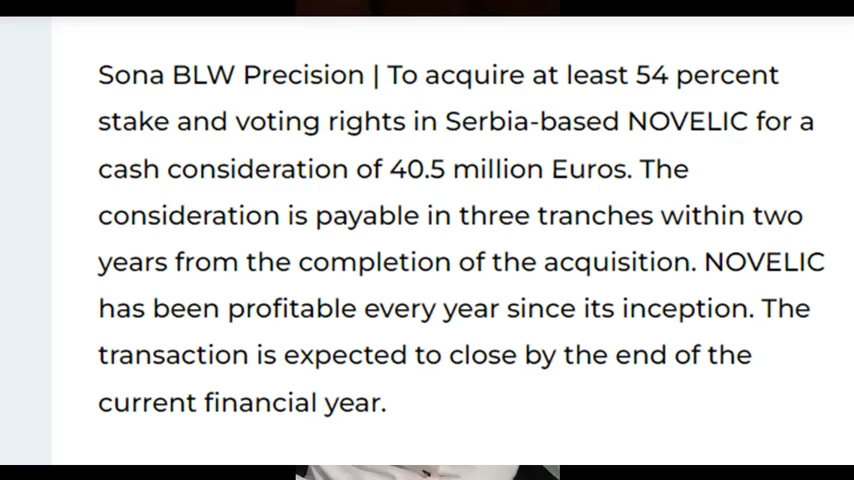 Sona BLW Precision | To acquire at least 54 percent
stake and voting rights in Serbia-based NOVELIC for a
cash consideration of 40.5 million Euros. The
consideration is payable in three tranches within two
years from the completion of the acquisition. NOVELIC
has been profitable every year since its inception. The
transaction is expected to close by the end of the
current financial year.